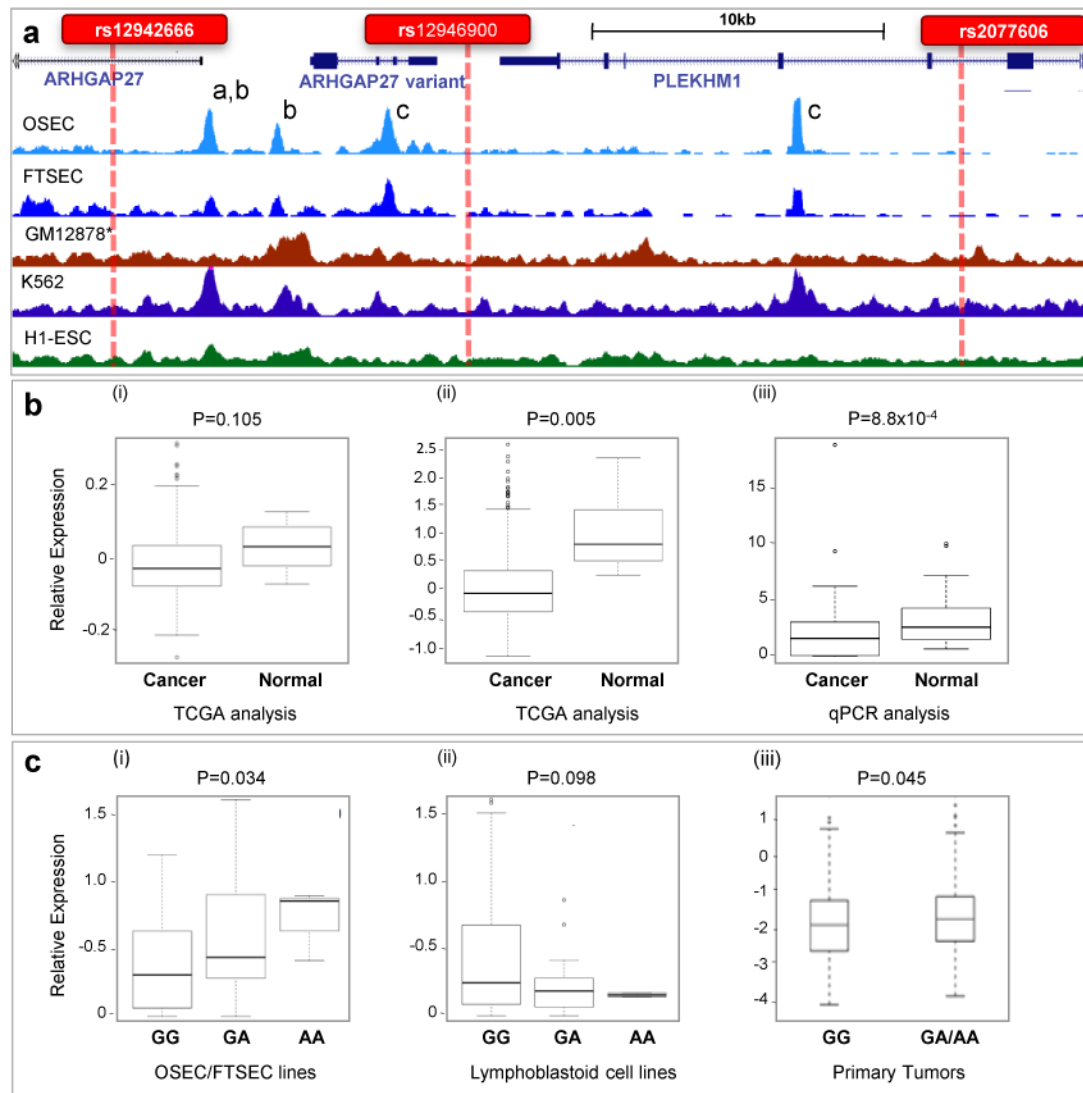 a
rs12942666
rs12946900
10kb
rs2077606
ARHGAP27
ARHGAP27 variant
PLEKHM1
a,b
b
c
c
OSEC
FTSEC
GM12878*
K562
H1-ESC
b
(i)
(ii)
(iii)
P=0.105
P=0.005
P=8.8x10-4
Relative Expression
0.2
0
-0.2
2.5
2.0
1.5
1.0
0.5
0
-0.5
-1.0
15
10
5
0
Cancer
Normal
Cancer
Normal
Cancer
Normal
TCGA analysis
TCGA analysis
qPCR analysis
c
(i)
(ii)
(iii)
P=0.034
P=0.098
P=0.045
Relative Expression
1.5
1.0
-0.5
0
1.5
1.0
-0.5
0
1
0
-1
-2
-3
-4
GG
GA
AA
GG
GA
AA
GG
GA/AA
OSEC/FTSEC lines
Lymphoblastoid cell lines
Primary Tumors